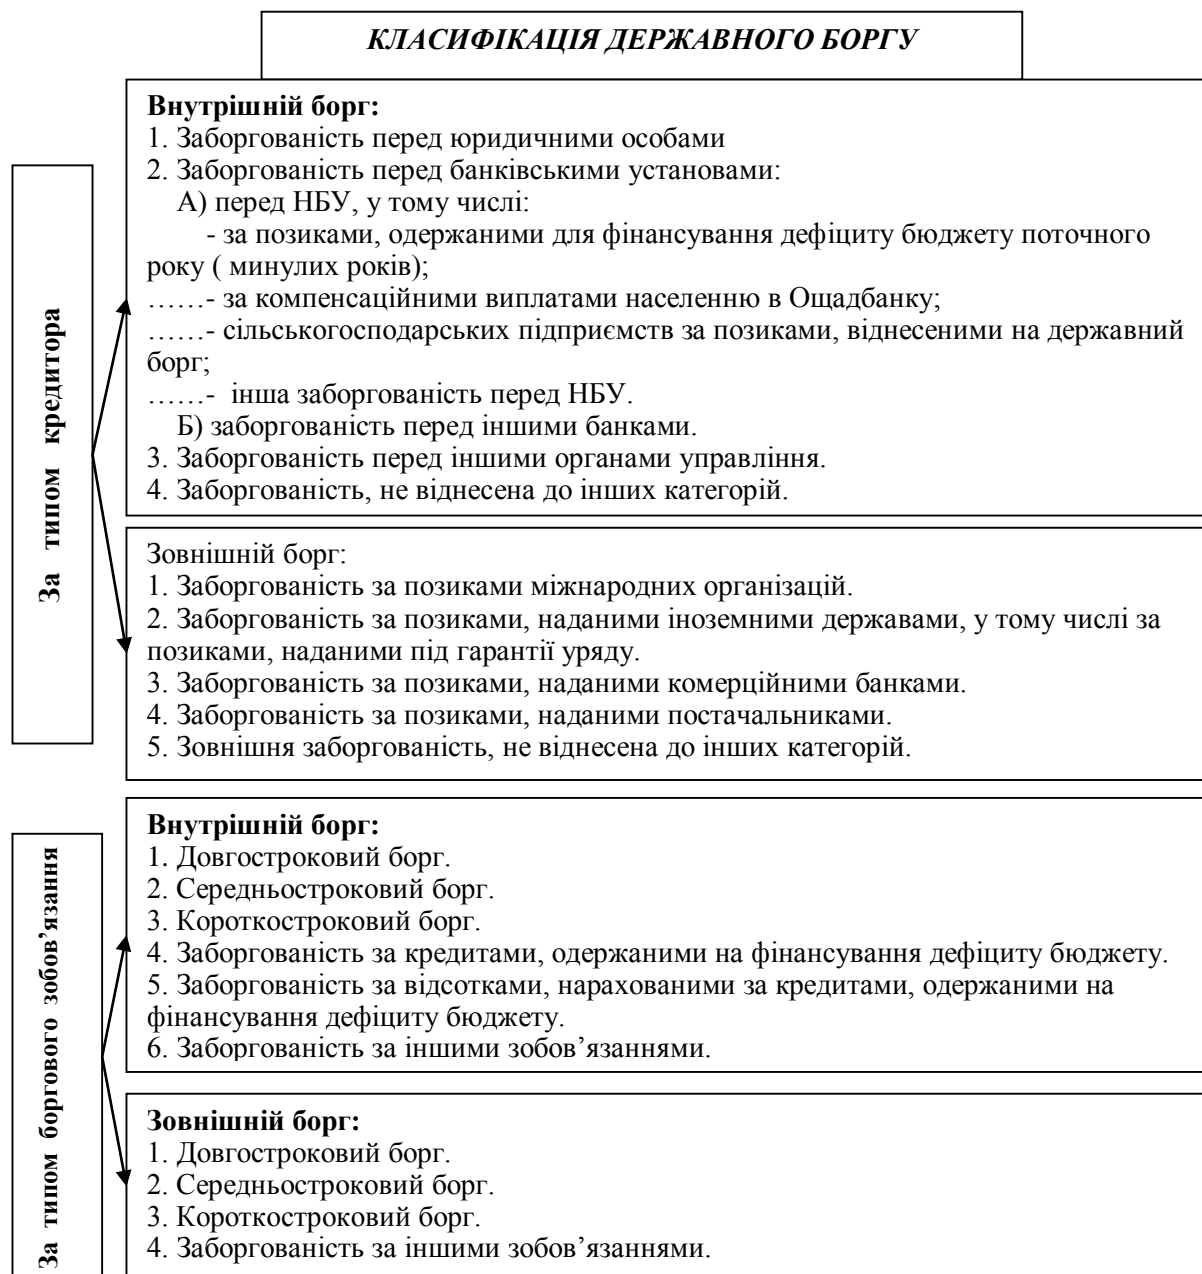 КЛАСИФІКАЦІЯ ДЕРЖАВНОГО БОРГУ
За типом кредитора
Внутрішній борг:
1. Заборгованість перед юридичними особами
2. Заборгованість перед банківськими установами:
А) перед НБУ, у тому числі:
- за позиками, одержаними для фінансування дефіциту бюджету поточного
року ( минулих років);
……- за компенсаційними виплатами населенню в Ощадбанку;
……- сільськогосподарських підприємств за позиками, віднесеними на державний
борг;
……-  інша заборгованість перед НБУ.
Б) заборгованість перед іншими банками.
3. Заборгованість перед іншими органами управління.
4. Заборгованість, не віднесена до інших категорій.
Зовнішній борг:
1. Заборгованість за позиками міжнародних організацій.
2. Заборгованість за позиками, наданими іноземними державами, у тому числі за
позиками, наданими під гарантії уряду.
3. Заборгованість за позиками, наданими комерційними банками.
4. Заборгованість за позиками, наданими постачальниками.
5. Зовнішня заборгованість, не віднесена до інших категорій.
За типом боргового зобов’язання
Внутрішній борг:
1. Довгостроковий борг.
2. Середньостроковий борг.
3. Короткостроковий борг.
4. Заборгованість за кредитами, одержаними на фінансування дефіциту бюджету.
5. Заборгованість за відсотками, нарахованими за кредитами, одержаними на
фінансування дефіциту бюджету.
6. Заборгованість за іншими зобов’язаннями.
Зовнішній борг:
1. Довгостроковий борг.
2. Середньостроковий борг.
3. Короткостроковий борг.
4. Заборгованість за іншими зобов’язаннями.